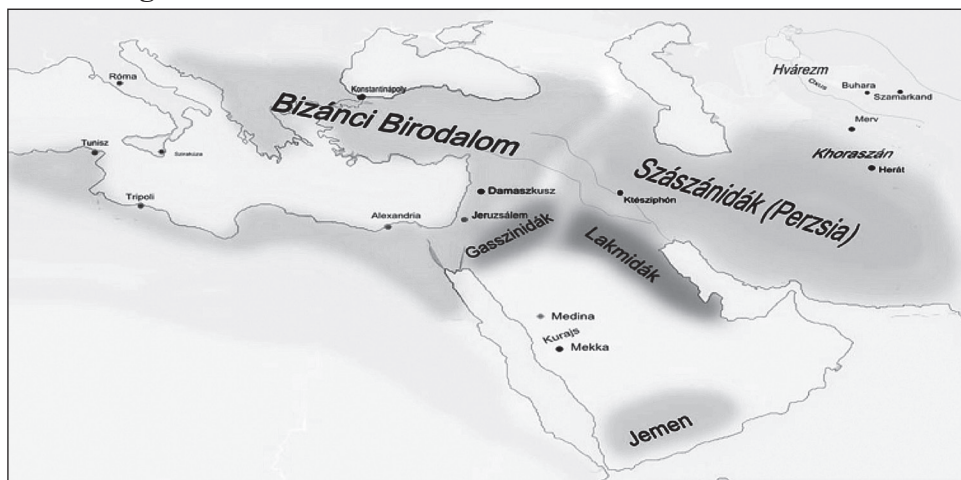 Róma
Konstantinápoly
Bizánci Birodalom
Hvárezm
Oxus
Buhara
Szamarkand
Merv
Khoraszán
Herát
Tunisz
Szirakúza
Tripoli
Alexandria
Damaszkusz
Jeruzsálem
Gasszinidák
Ktésziphón
Szászánidák (Perzsia)
Lakmidák
Medina
Kurajs
Mekka
Jemen